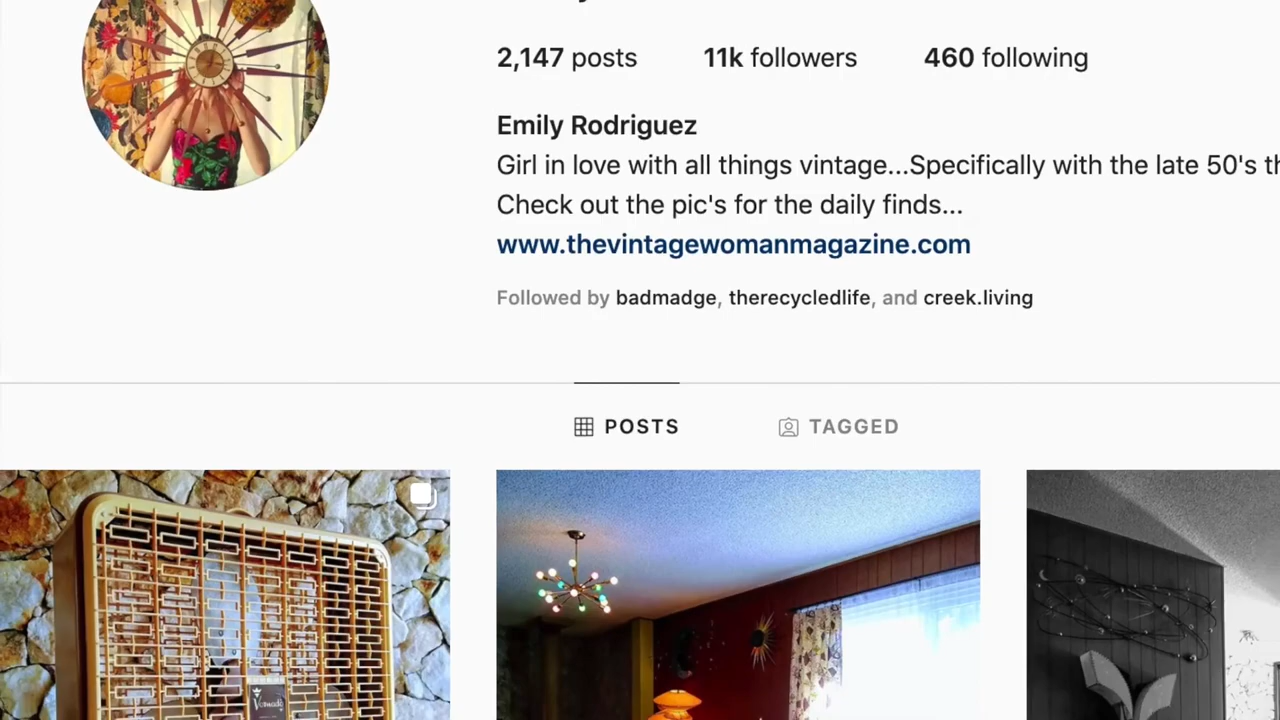 2,147 posts 11k followers 460 following
Emily Rodriguez
Girl in love with all things vintage...Specifically with the late 50's th
Check out the pic's for the daily finds...
www.thevintagewomanmagazine.com
Followed by badmadge, therecycledlife, and creek.living
POSTS TAGGED